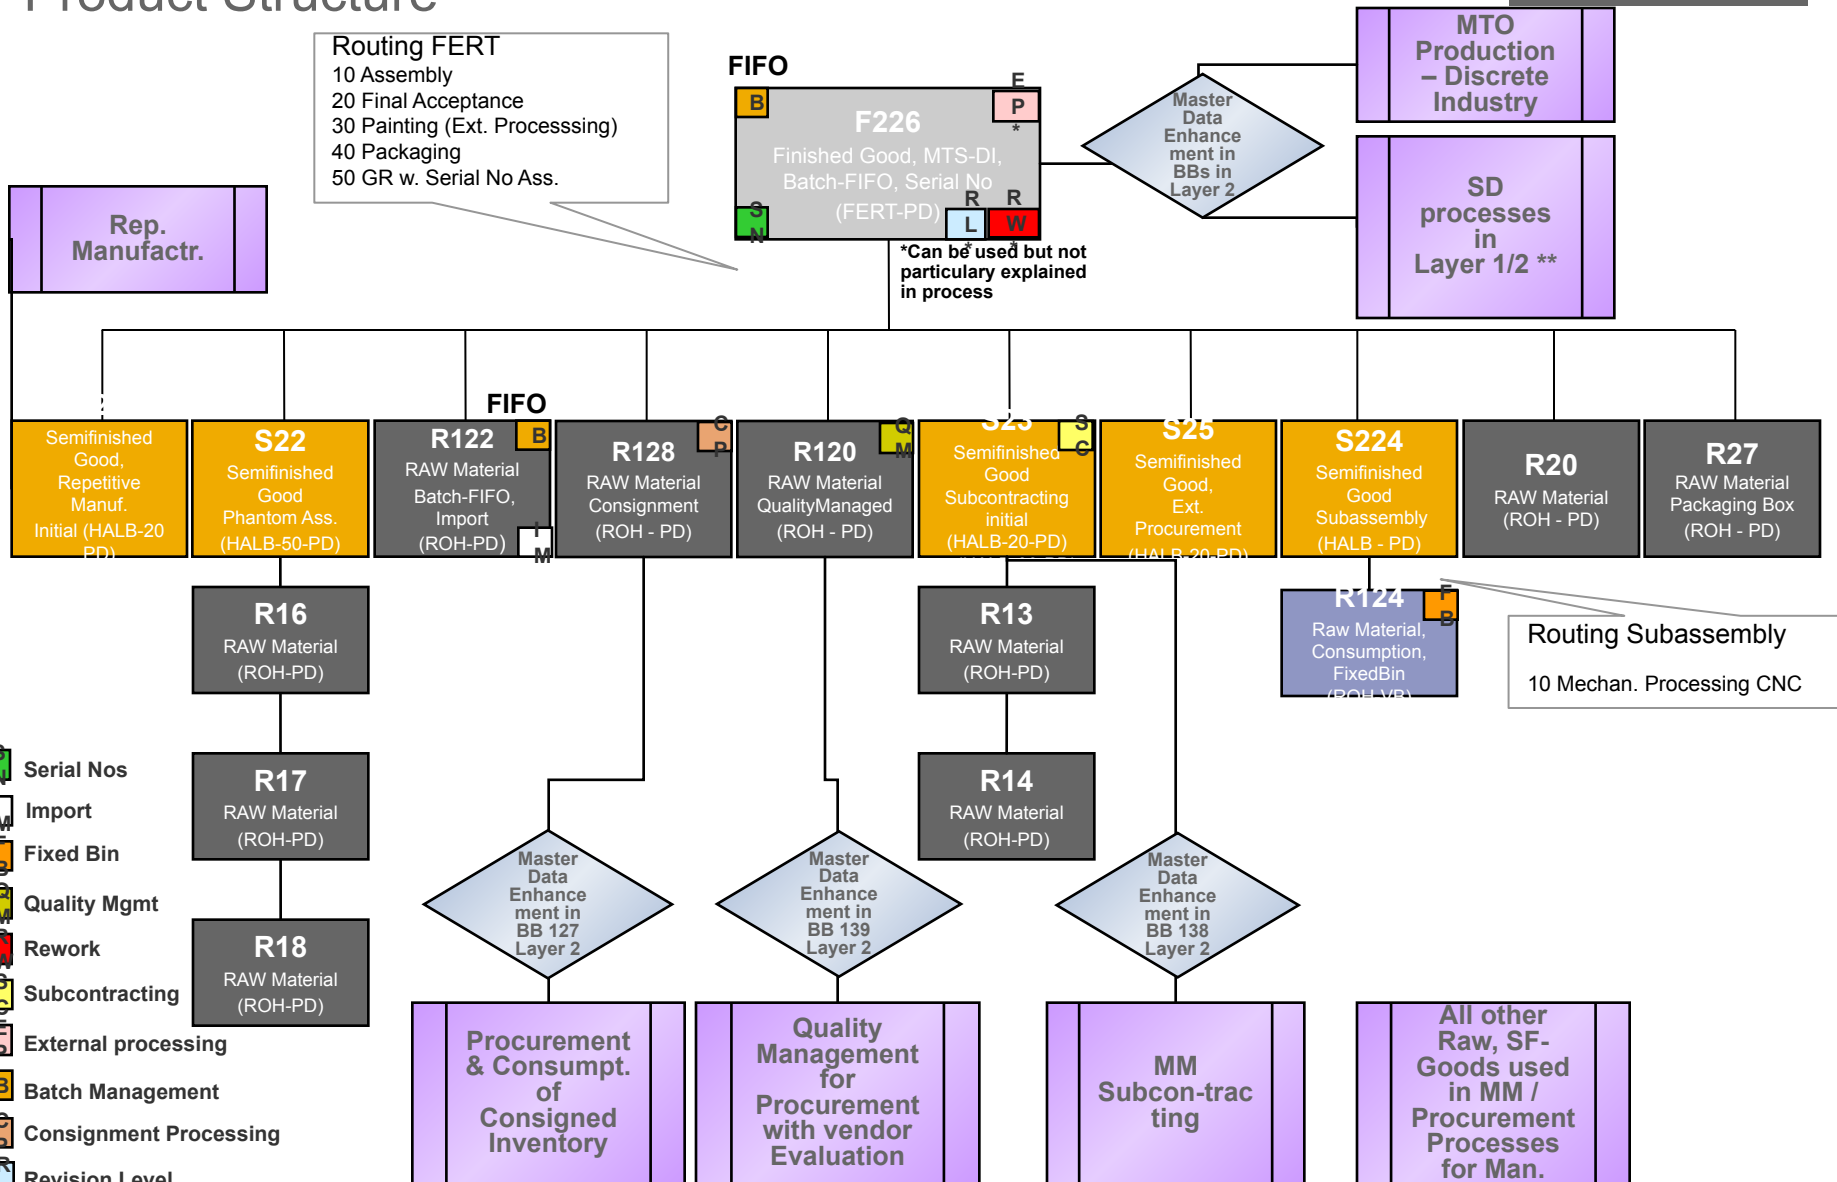 Product Structure
Routing FERT
10 Assembly
20 Final Acceptance
30 Painting (Ext. Processsing)
40 Packaging
50 GR w. Serial No Ass.
FIFO
B
E
P
*
F226
Finished Good, MTS-DI,
Batch-FIFO, Serial No
(FERT-PD)
S
N
R
L
*
R
W
*
*Can be used but not
particulary explained
in process
Master
Data
Enhance
ment in
BBs in
Layer 2
MTO
Production
– Discrete
Industry
SD
processes
in
Layer 1/2 **
Rep.
Manufactr.
Semifinished
Good,
Repetitive
Manuf.
Initial (HALB-20
PD)
S22
Semifinished
Good
Phantom Ass.
(HALB-50-PD)
FIFO
R122
B
RAW Material
Batch-FIFO,
Import
(ROH-PD)
I
M
R128
C
P
RAW Material
Consignment
(ROH - PD)
R120
Q
M
RAW Material
QualityManaged
(ROH - PD)
S23
S
C
Semifinished
Good
Subcontracting
initial
(HALB-20-PD)
S25
Semifinished
Good,
Ext.
Procurement
(HALB-20-PD)
S224
Semifinished
Good
Subassembly
(HALB - PD)
R20
RAW Material
(ROH - PD)
R27
RAW Material
Packaging Box
(ROH - PD)
R16
RAW Material
(ROH-PD)
R13
RAW Material
(ROH-PD)
R124
F
B
Raw Material,
Consumption,
FixedBin
(ROH-VB)
Routing Subassembly
10 Mechan. Processing CNC
R17
RAW Material
(ROH-PD)
R14
RAW Material
(ROH-PD)
R18
RAW Material
(ROH-PD)
Serial Nos
Import
Fixed Bin
Quality Mgmt
Rework
Subcontracting
External processing
Batch Management
Consignment Processing
Revision Level
Master
Data
Enhance
ment in
BB 127
Layer 2
Master
Data
Enhance
ment in
BB 139
Layer 2
Master
Data
Enhance
ment in
BB 138
Layer 2
Procurement
& Consumpt.
of
Consigned
Inventory
Quality
Management
for
Procurement
with vendor
Evaluation
MM
Subcon-trac
ting
All other
Raw, SF-
Goods used
in MM /
Procurement
Processes
for Man.